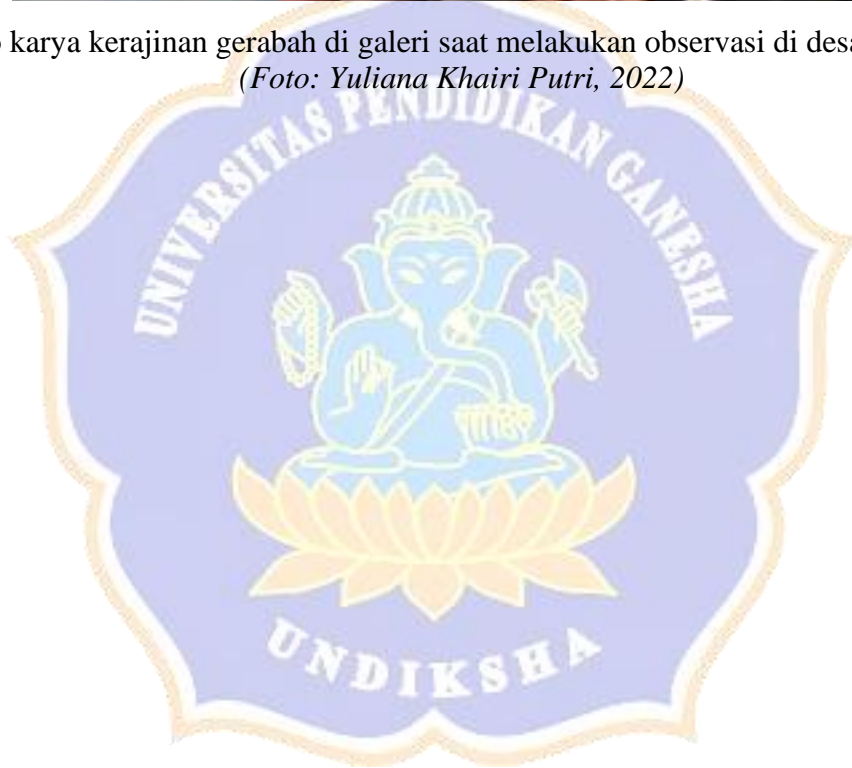 karya kerajinan gerabah di galeri saat melakukan observasi di desa
(Foto: Yuliana Khairi Putri, 2022)
UNIVERSITAS PENDIDIKAN GANESHA
UNDIKSHA